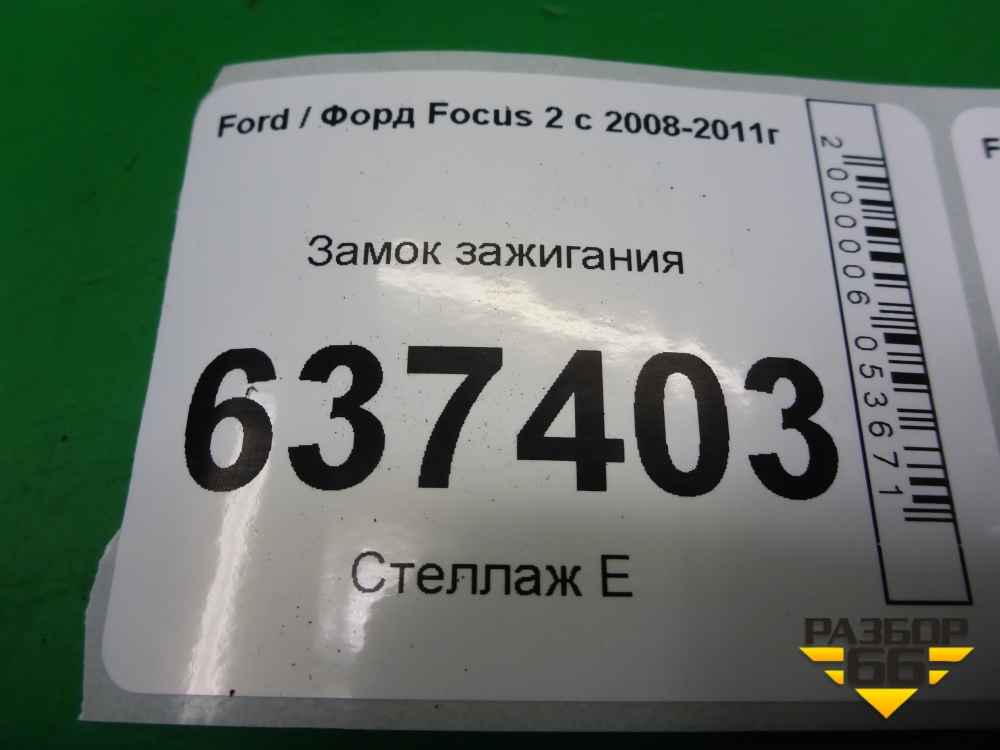 Ford / Форд Focus 2 с 2008-2011г
Замок зажигания
637403
Стеллаж Е
2000006053671
F
РАЗБОР
66